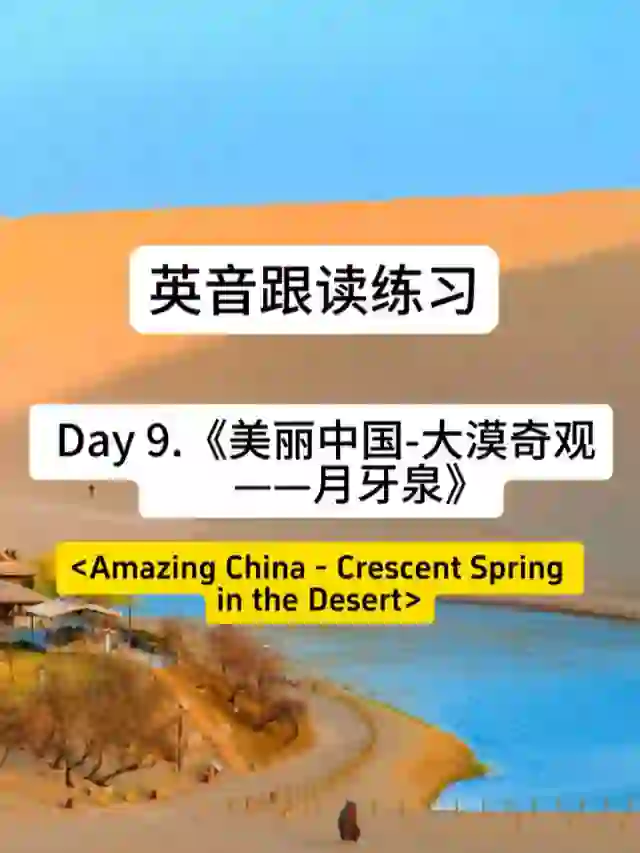 英音跟读练习
Day 9.《美丽中国-大漠奇观
——月牙泉》
<Amazing China - Crescent Spring
in the Desert>